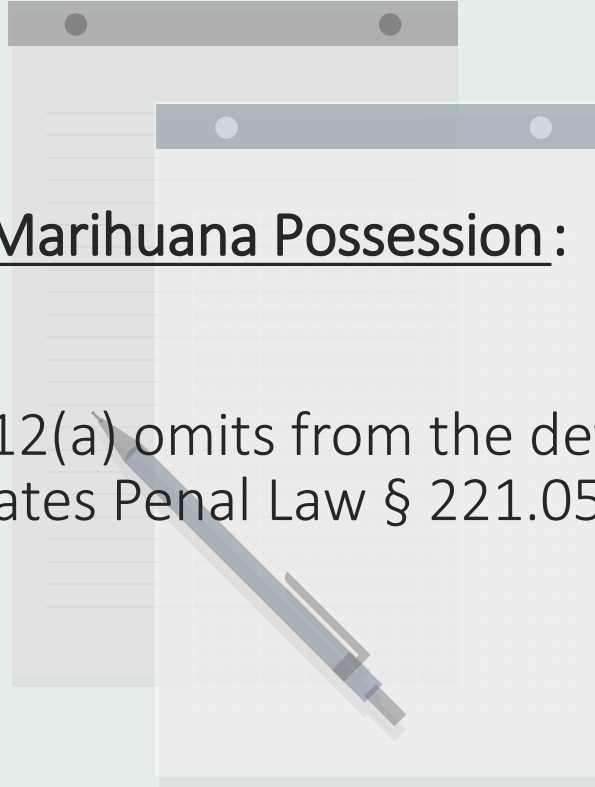 Marihuana Possession:
12(a) omits from the de
ates Penal Law § 221.05